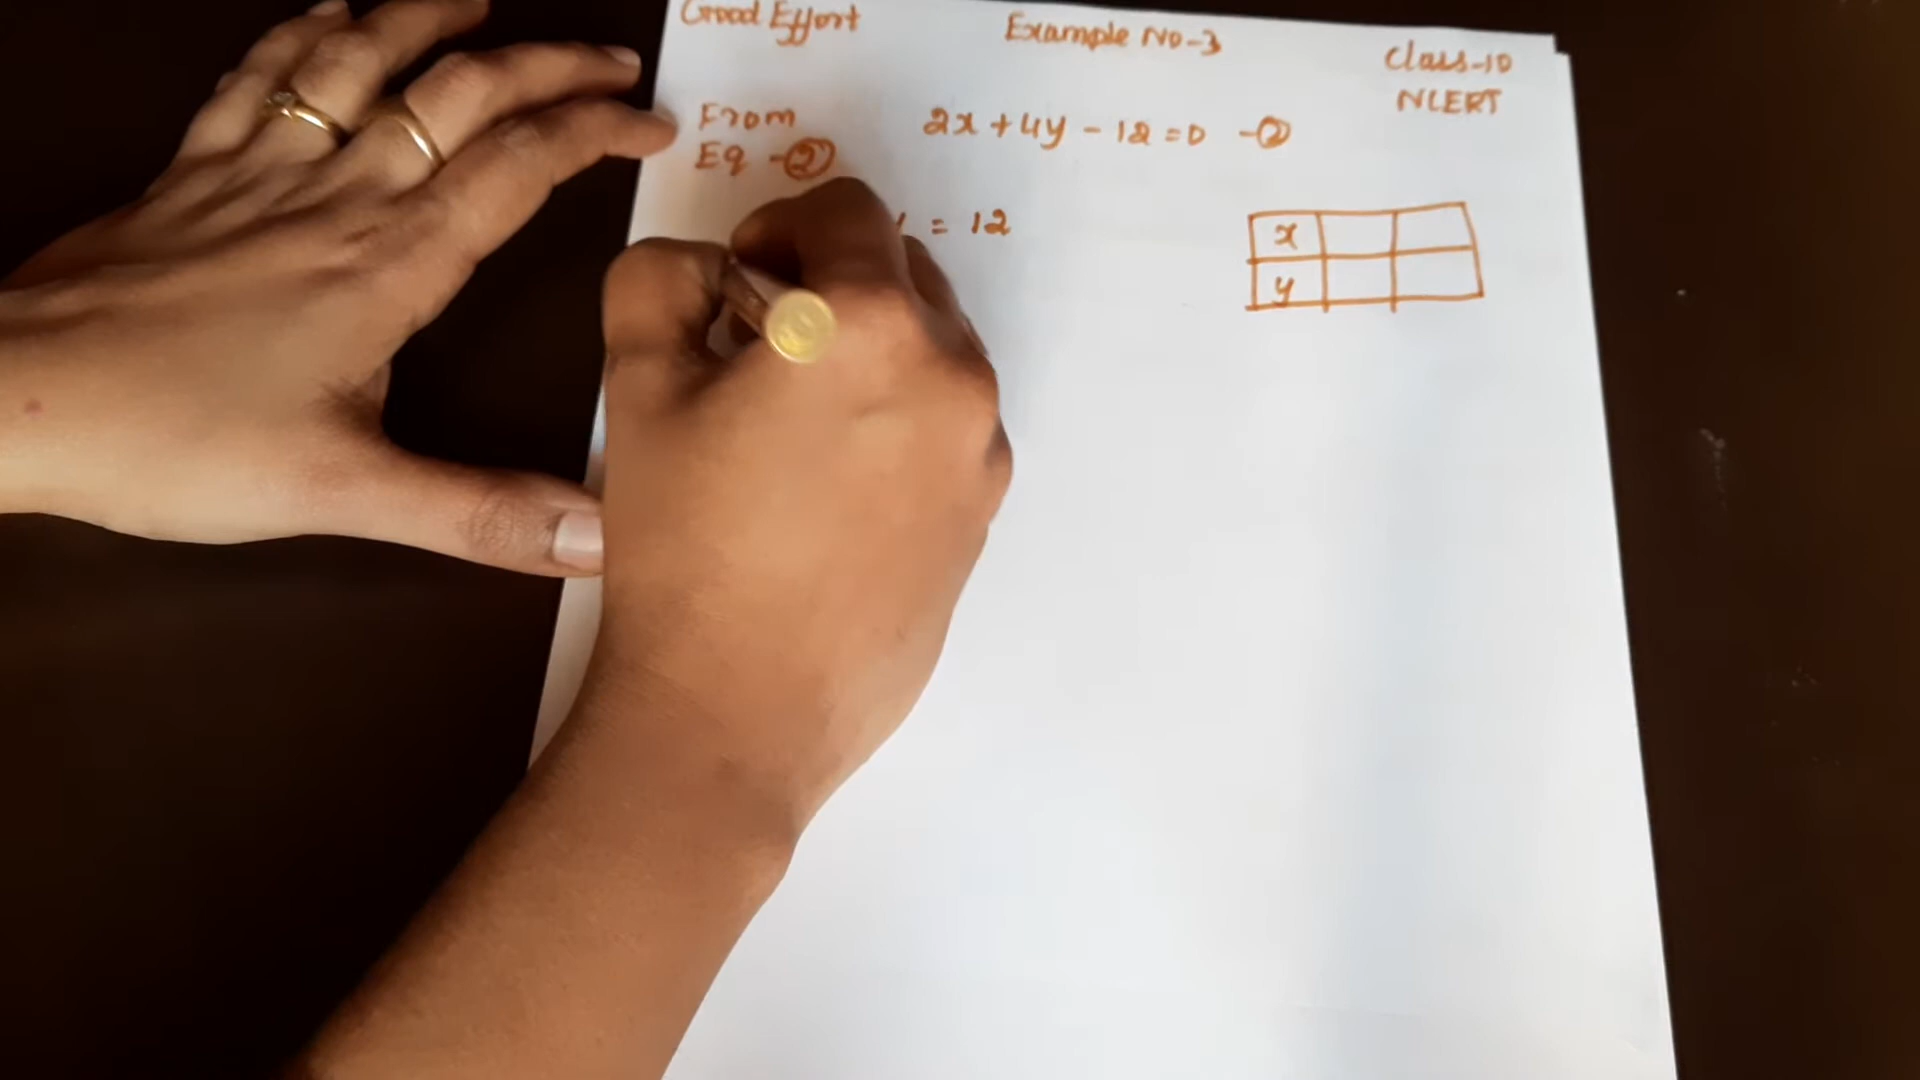 Good Effort
Example No-3
Class-10
NCERT
From
Eq -②
2x + 4y - 12 = 0 -②
= 12
x
y